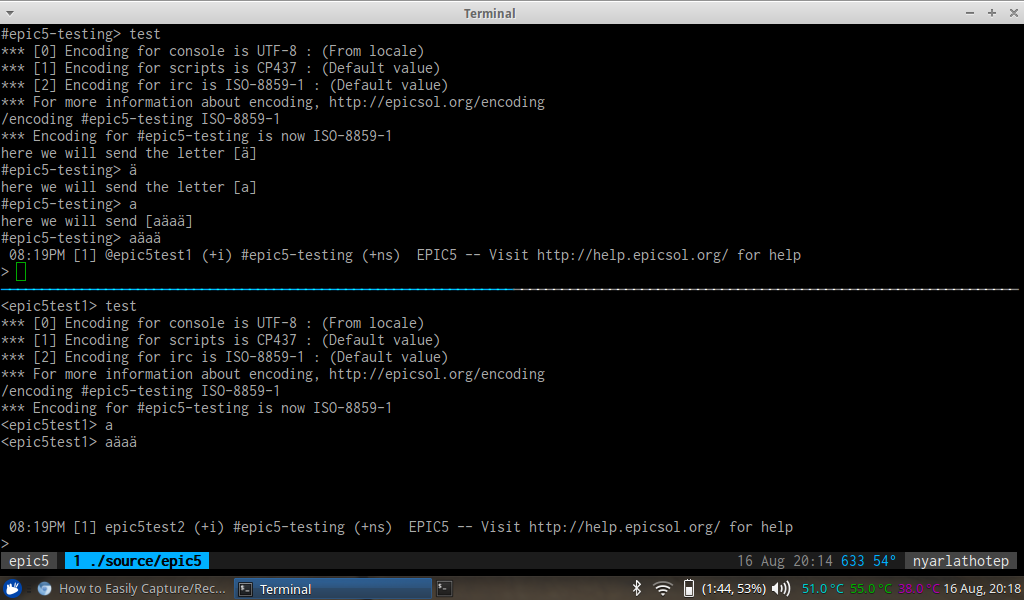 Terminal
#epic5-testing> test
*** [0] Encoding for console is UTF-8 : (From locale)
*** [1] Encoding for scripts is CP437 : (Default value)
*** [2] Encoding for irc is ISO-8859-1 : (Default value)
*** For more information about encoding, http://epicsol.org/encoding
/encoding #epic5-testing ISO-8859-1
*** Encoding for #epic5-testing is now ISO-8859-1
here we will send the letter [ä]
#epic5-testing> ä
here we will send the letter [a]
#epic5-testing> a
here we will send [aäaä]
#epic5-testing> aäaä
08:19PM [1] @epic5test1 (+i) #epic5-testing (+ns)  EPIC5 -- Visit http://help.epicsol.org/ for help
>
<epic5test1> test
*** [0] Encoding for console is UTF-8 : (From locale)
*** [1] Encoding for scripts is CP437 : (Default value)
*** [2] Encoding for irc is ISO-8859-1 : (Default value)
*** For more information about encoding, http://epicsol.org/encoding
/encoding #epic5-testing ISO-8859-1
*** Encoding for #epic5-testing is now ISO-8859-1
<epic5test1> a
<epic5test1> aäaä
08:19PM [1] epic5test2 (+i) #epic5-testing (+ns)  EPIC5 -- Visit http://help.epicsol.org/ for help
>
epic5 1 ./source/epic5 16 Aug 20:14 633 54° nyarlathotep
How to Easily Capture/Rec... Terminal (1:44, 53%) 51.0 °C 55.0 °C 38.0 °C 16 Aug, 20:18